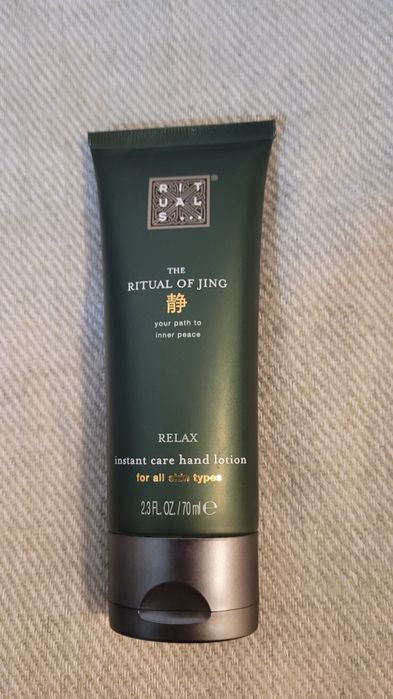 RIT
UAL
S...
®
THE
RITUAL OF JING
静
your path to
inner peace
RELAX
instant care hand lotion
for all skin types
2.3 FL. OZ. / 70 ml ℮